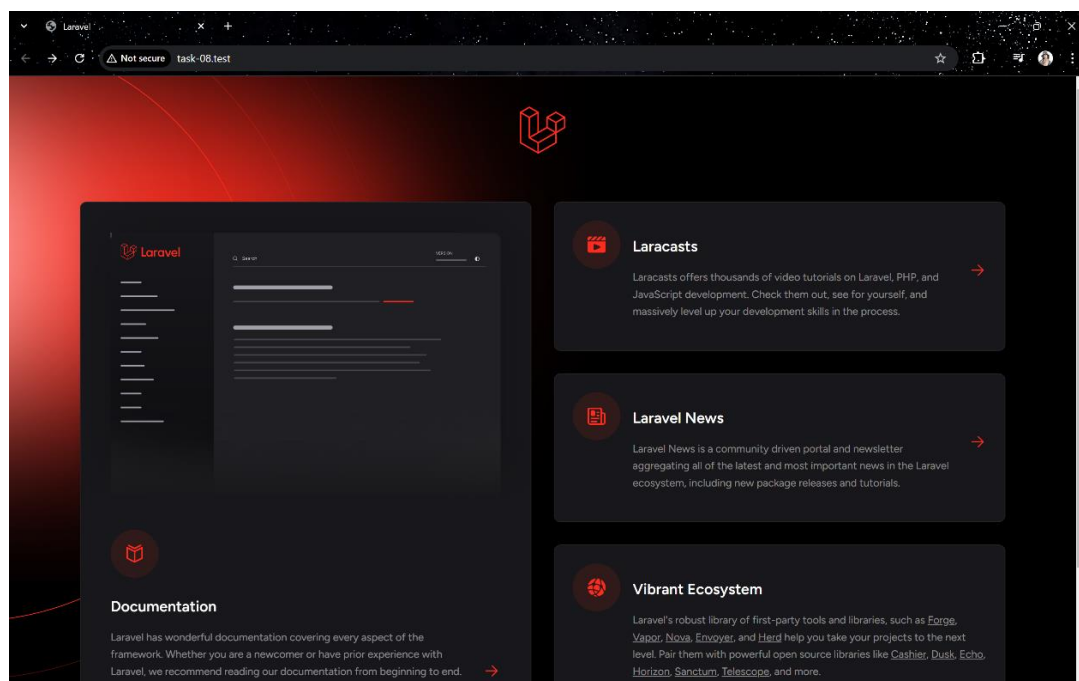 Laravel
Not secure task-08.test
Laravel
Search
VERSION
Documentation
Laravel has wonderful documentation covering every aspect of the
framework. Whether you are a newcomer or have prior experience with
Laravel, we recommend reading our documentation from beginning to end.
Laracasts
Laracasts offers thousands of video tutorials on Laravel, PHP, and
JavaScript development. Check them out, see for yourself, and
massively level up your development skills in the process.
Laravel News
Laravel News is a community driven portal and newsletter
aggregating all of the latest and most important news in the Laravel
ecosystem, including new package releases and tutorials.
Vibrant Ecosystem
Laravel's robust library of first-party tools and libraries, such as Forge,
Vapor, Nova, Envoyer, and Herd help you take your projects to the next
level. Pair them with powerful open source libraries like Cashier, Dusk, Echo,
Horizon, Sanctum, Telescope, and more.